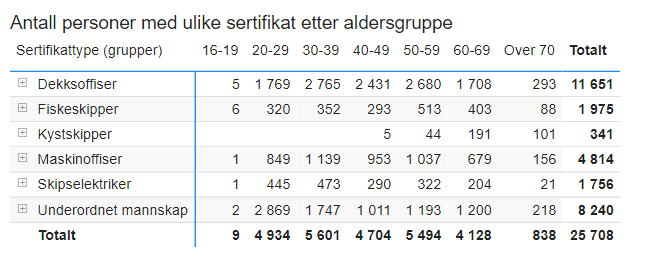 Antall personer med ulike sertifikat etter aldersgruppe
Sertifikattype (grupper) 16-19 20-29 30-39 40-49 50-59 60-69 Over 70 Totalt
Dekksoffiser 5 1 769 2 765 2 431 2 680 1 708 293 11 651
Fiskeskipper 6 320 352 293 513 403 88 1 975
Kystskipper 5 44 191 101 341
Maskinoffiser 1 849 1 139 953 1 037 679 156 4 814
Skipselektriker 1 445 473 290 322 204 21 1 756
Underordnet mannskap 2 2 869 1 747 1 011 1 193 1 200 218 8 240
Totalt 9 4 934 5 601 4 704 5 494 4 128 838 25 708